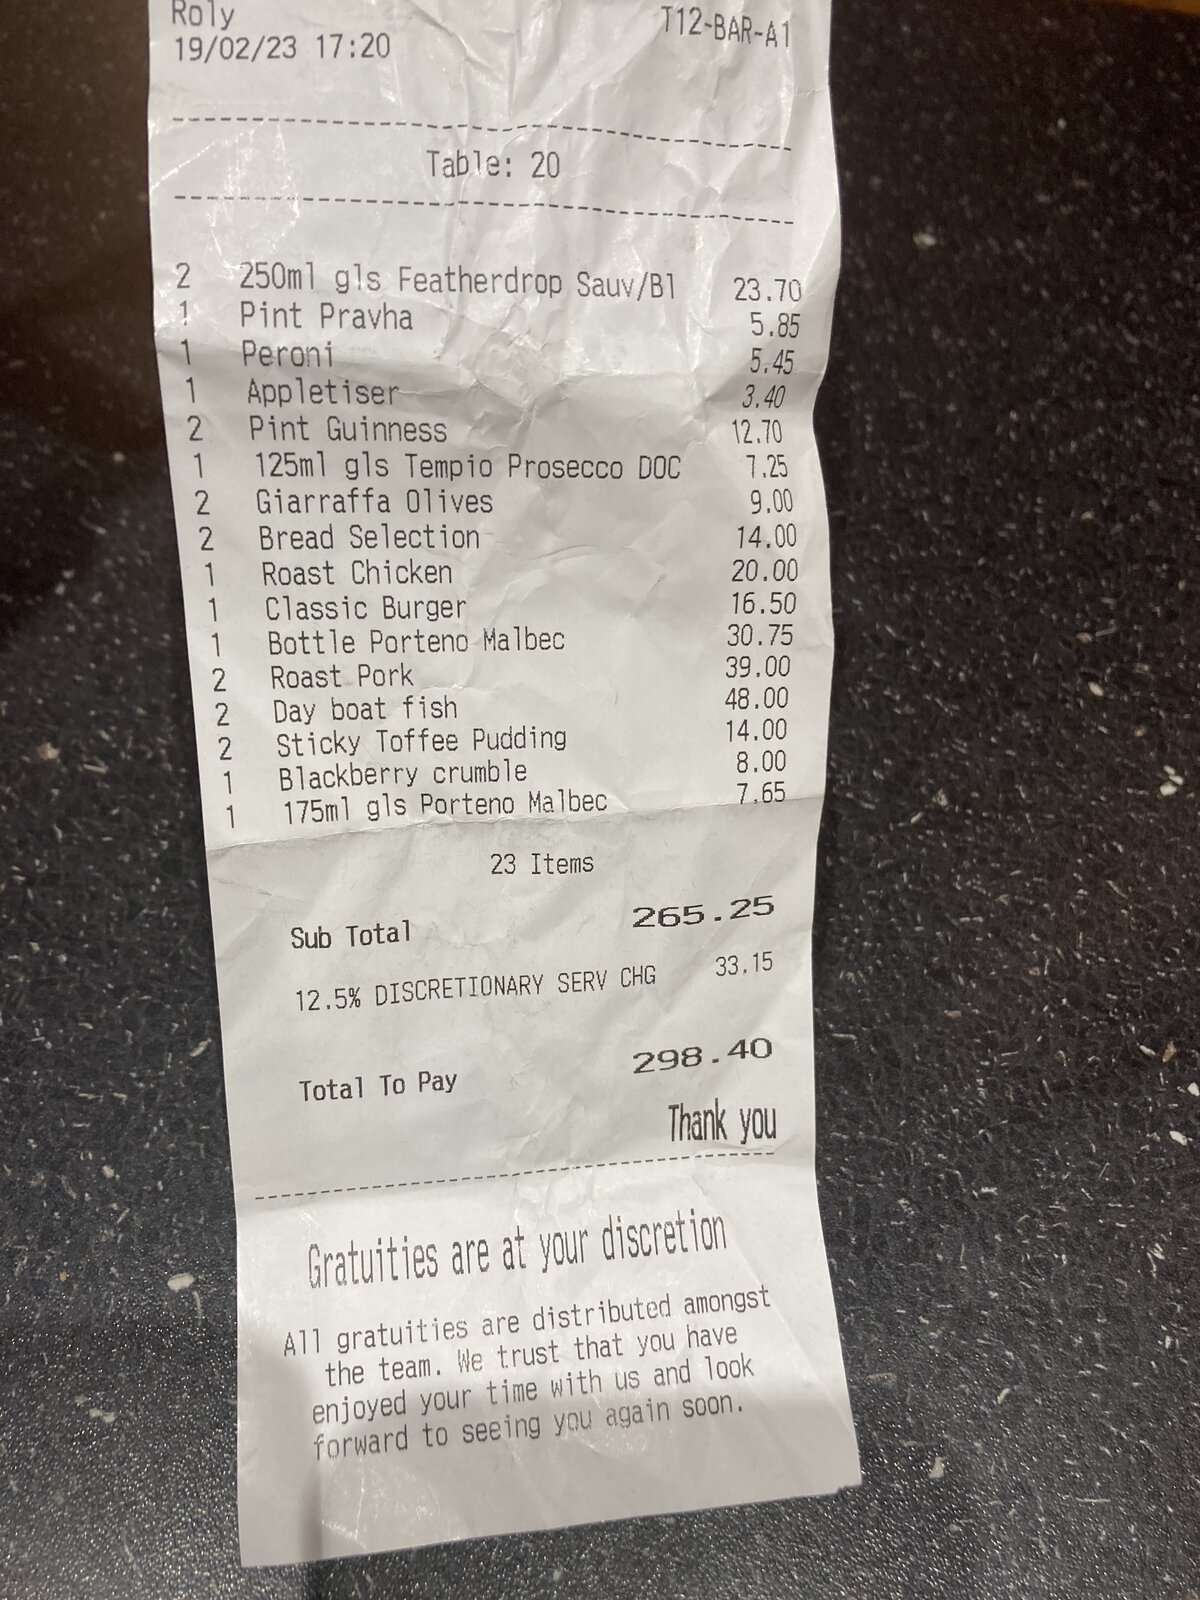 Roly T12-BAR-A1
19/02/23 17:20
Table: 20
2 250ml gls Featherdrop Sauv/Bl 23.70
1 Pint Pravha 5.85
1 Peroni 5.45
1 Appletiser 3.40
2 Pint Guinness 12.70
1 125ml gls Tempio Prosecco DOC 7.25
2 Giarraffa Olives 9.00
2 Bread Selection 14.00
1 Roast Chicken 20.00
1 Classic Burger 16.50
1 Bottle Porteno Malbec 30.75
2 Roast Pork 39.00
2 Day boat fish 48.00
2 Sticky Toffee Pudding 14.00
1 Blackberry crumble 8.00
1 175ml gls Porteno Malbec 7.65
23 Items
Sub Total 265.25
12.5% DISCRETIONARY SERV CHG 33.15
Total To Pay 298.40
Thank you
Gratuities are at your discretion
All gratuities are distributed amongst
the team. We trust that you have
enjoyed your time with us and look
forward to seeing you again soon.